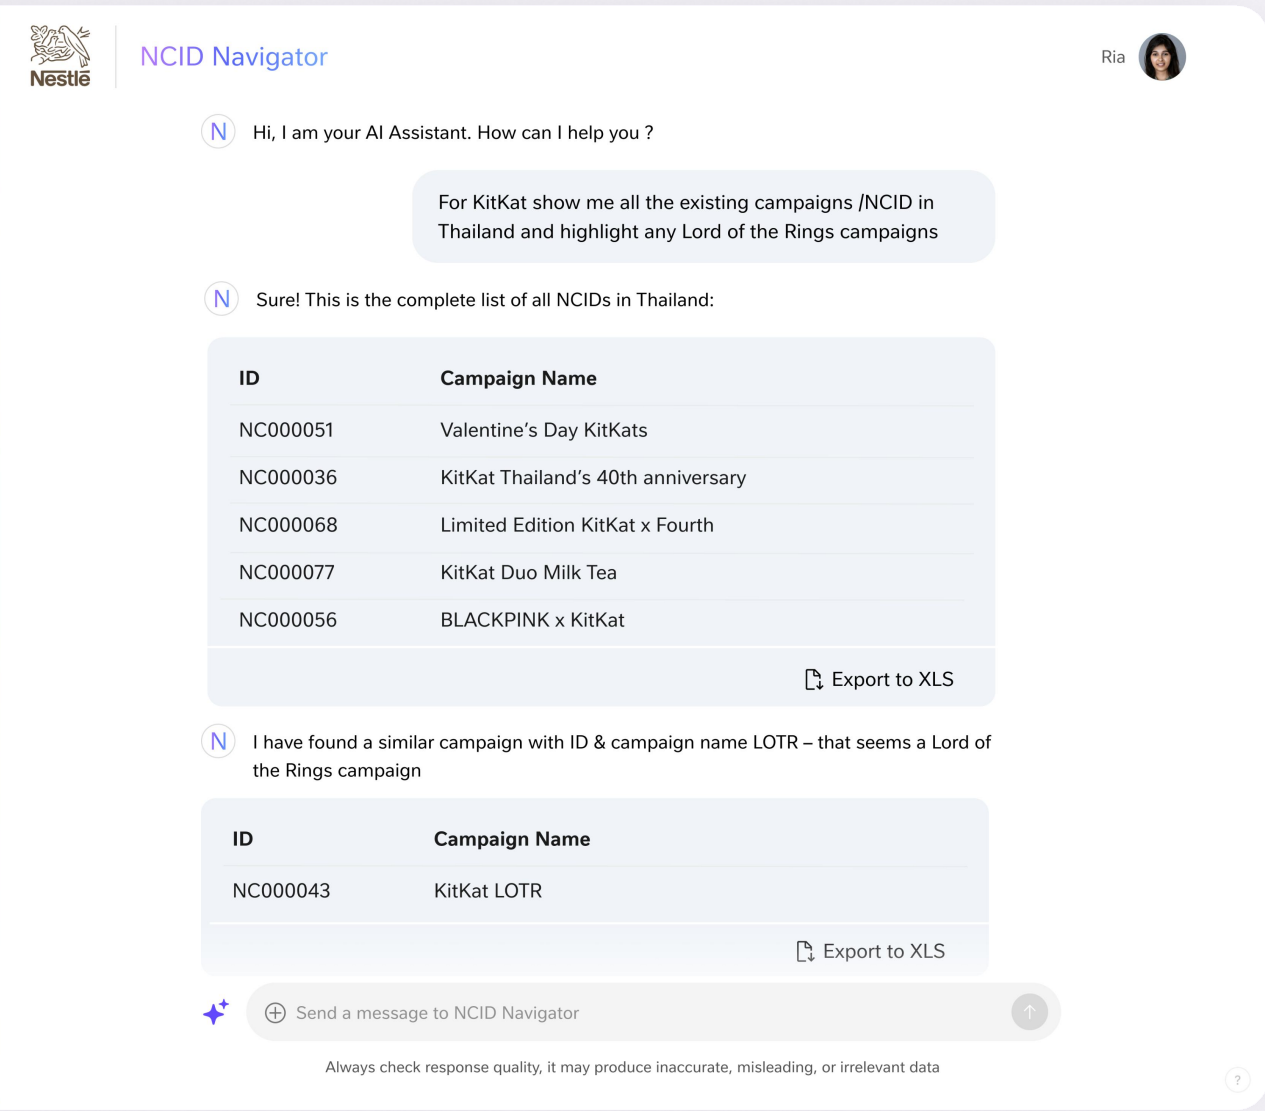 Nestlé
NCID Navigator
Ria
N
Hi, I am your AI Assistant. How can I help you ?
For KitKat show me all the existing campaigns /NCID in
Thailand and highlight any Lord of the Rings campaigns
N
Sure! This is the complete list of all NCIDs in Thailand:
ID Campaign Name
NC000051 Valentine’s Day KitKats
NC000036 KitKat Thailand’s 40th anniversary
NC000068 Limited Edition KitKat x Fourth
NC000077 KitKat Duo Milk Tea
NC000056 BLACKPINK x KitKat
Export to XLS
N
I have found a similar campaign with ID & campaign name LOTR – that seems a Lord of
the Rings campaign
ID Campaign Name
NC000043 KitKat LOTR
Export to XLS
Send a message to NCID Navigator
Always check response quality, it may produce inaccurate, misleading, or irrelevant data
?